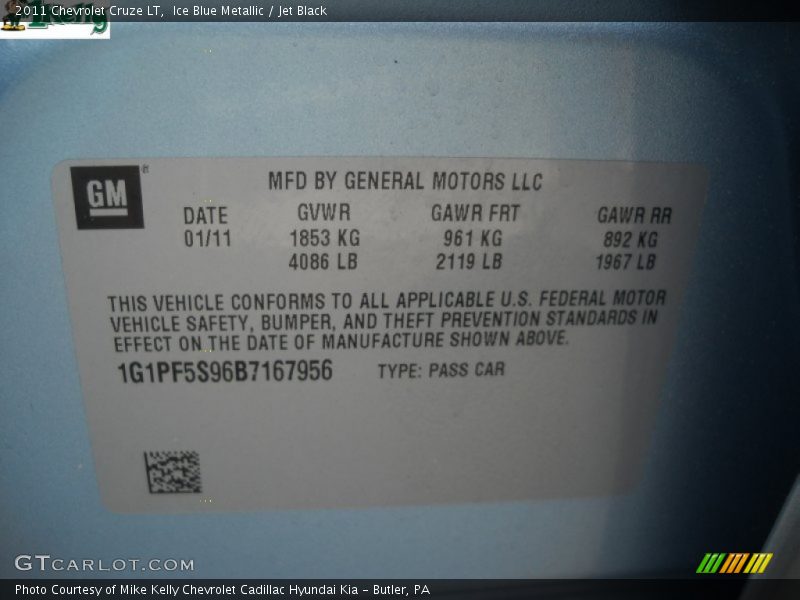 2011 Chevrolet Cruze LT,  Ice Blue Metallic / Jet Black
Kelly
GM
MFD BY GENERAL MOTORS LLC
DATE GVWR GAWR FRT GAWR RR
01/11 1853 KG 961 KG 892 KG
4086 LB 2119 LB 1967 LB
THIS VEHICLE CONFORMS TO ALL APPLICABLE U.S. FEDERAL MOTOR
VEHICLE SAFETY, BUMPER, AND THEFT PREVENTION STANDARDS IN
EFFECT ON THE DATE OF MANUFACTURE SHOWN ABOVE.
1G1PF5S96B7167956 TYPE: PASS CAR
GTCARLOT.COM
Photo Courtesy of Mike Kelly Chevrolet Cadillac Hyundai Kia – Butler, PA